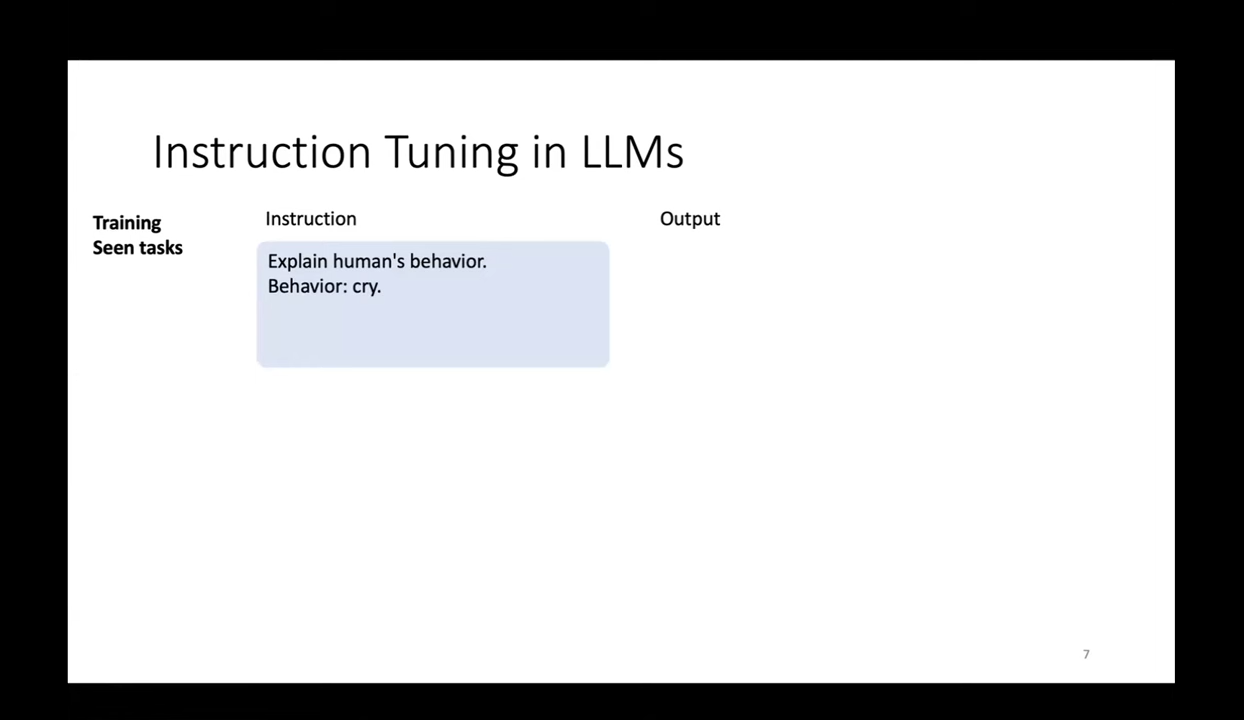 Instruction Tuning in LLMs
Training
Seen tasks
Instruction
Output
Explain human's behavior.
Behavior: cry.
7